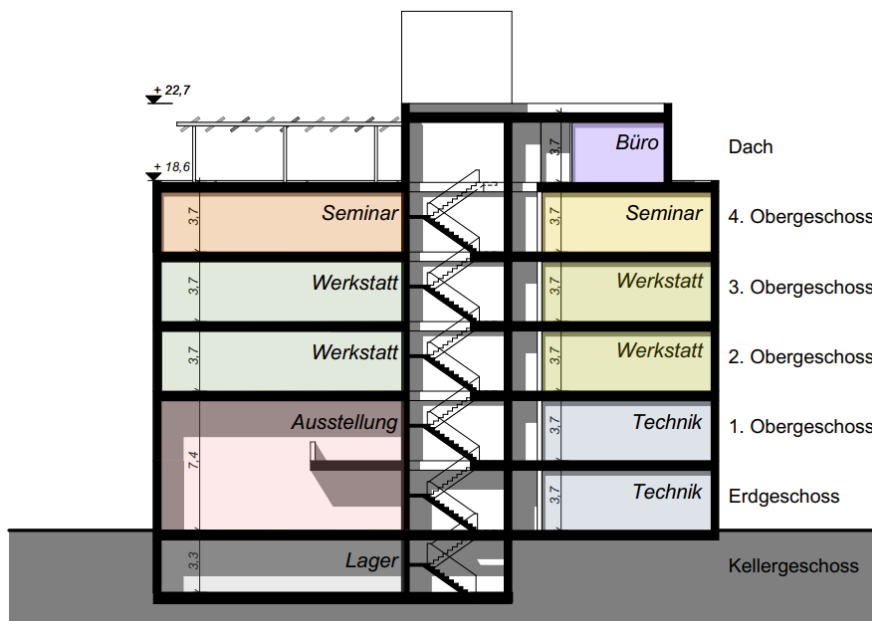 + 22,7
3,7
Büro
Dach
+ 18,6
3,7
Seminar
3,7
Seminar
4. Obergeschoss
3,7
Werkstatt
3,7
Werkstatt
3. Obergeschoss
3,7
Werkstatt
3,7
Werkstatt
2. Obergeschoss
Ausstellung
3,7
Technik
1. Obergeschoss
7,4
3,7
Technik
Erdgeschoss
3,3
Lager
Kellergeschoss